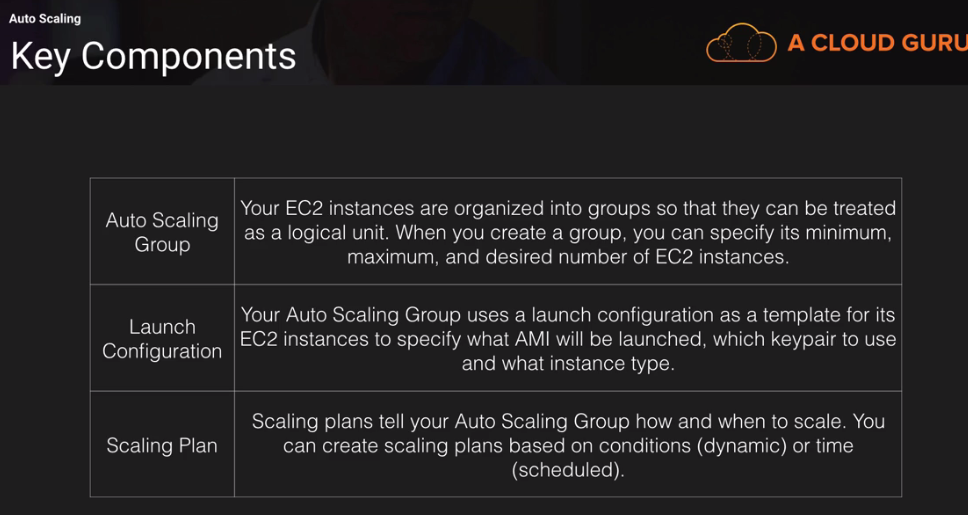 Auto Scaling
Key Components
A CLOUD GURU
Auto Scaling
Group
Your EC2 instances are organized into groups so that they can be treated
as a logical unit. When you create a group, you can specify its minimum,
maximum, and desired number of EC2 instances.
Launch
Configuration
Your Auto Scaling Group uses a launch configuration as a template for its
EC2 instances to specify what AMI will be launched, which keypair to use
and what instance type.
Scaling Plan
Scaling plans tell your Auto Scaling Group how and when to scale. You
can create scaling plans based on conditions (dynamic) or time
(scheduled).